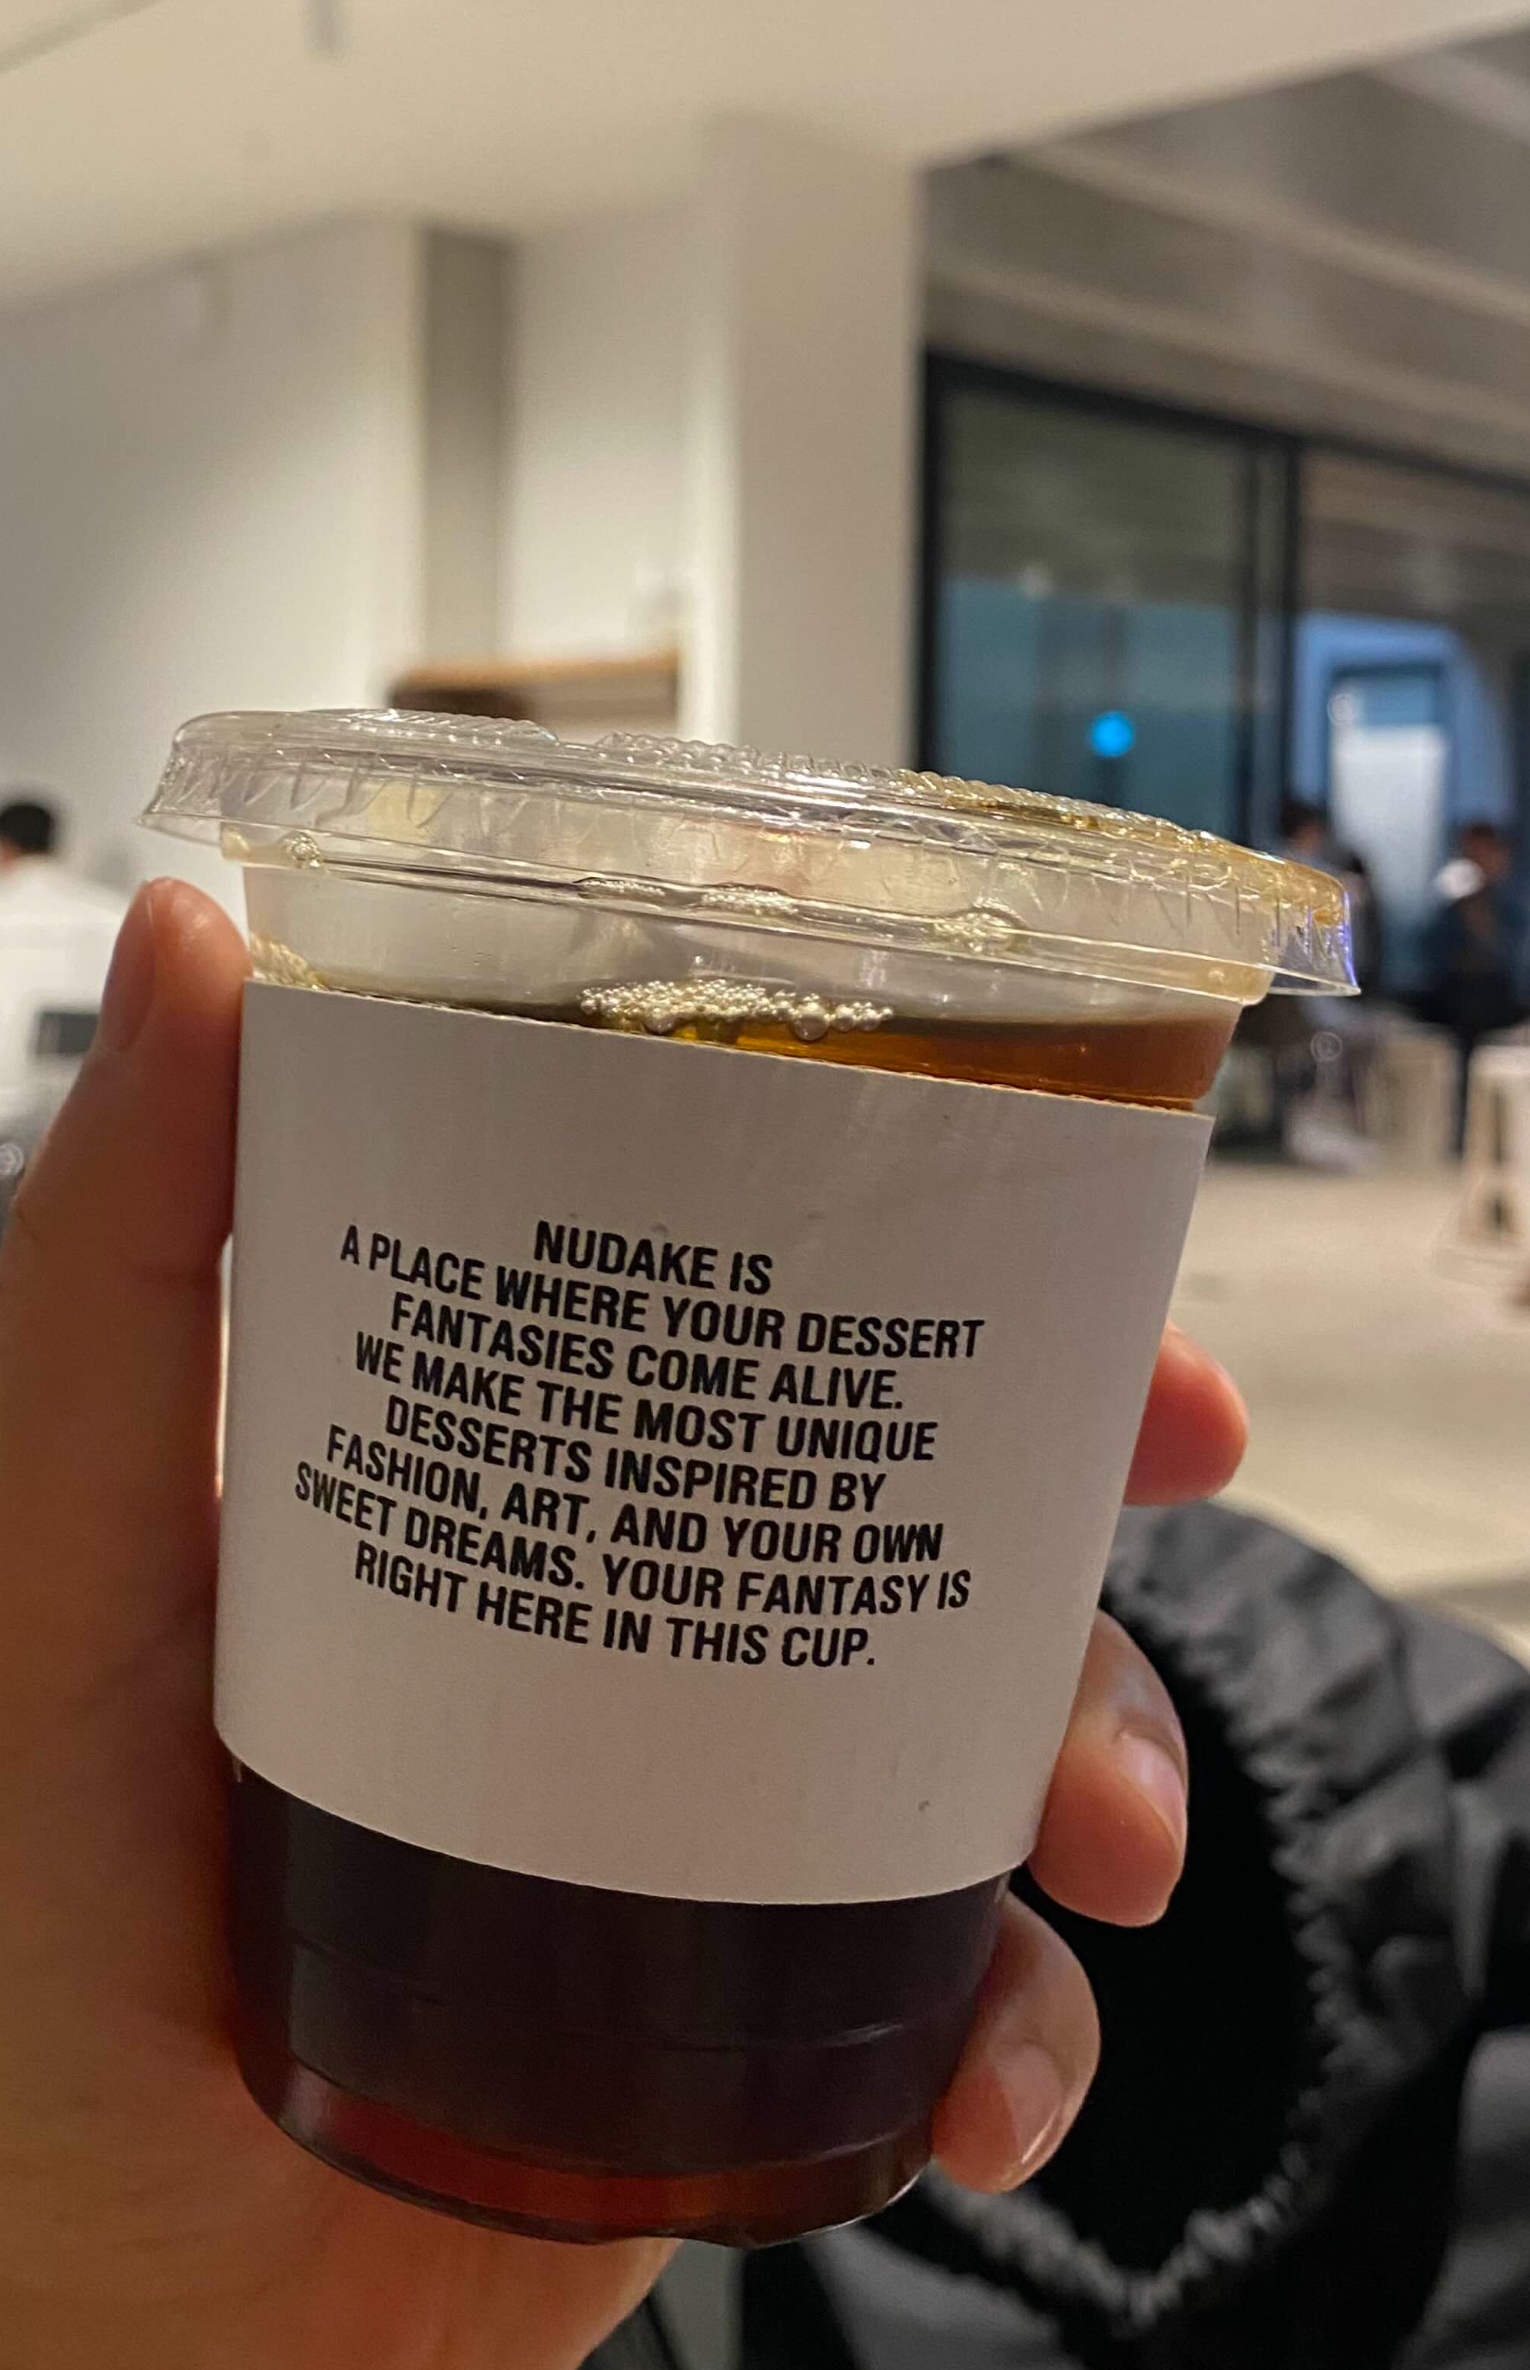 NUDAKE IS
A PLACE WHERE YOUR DESSERT
FANTASIES COME ALIVE.
WE MAKE THE MOST UNIQUE
DESSERTS INSPIRED BY
FASHION, ART, AND YOUR OWN
SWEET DREAMS. YOUR FANTASY IS
RIGHT HERE IN THIS CUP.